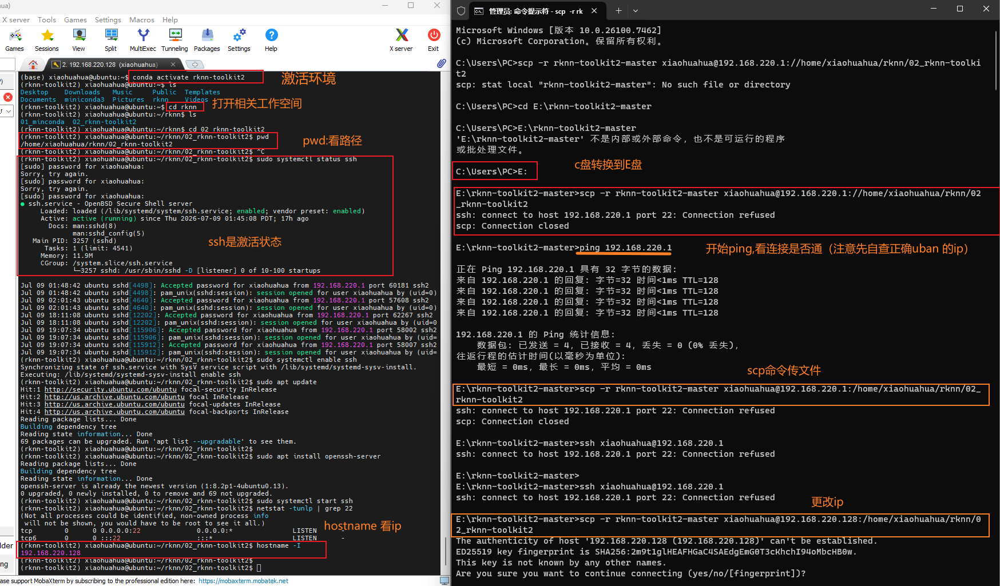 ua)
X server Tools Games Settings Macros Help
Games Sessions View Split MultiExec Tunneling Packages Settings Help X server Exit
2. 192.168.220.128 (xiaohuahua)
(base) xiaohuahua@ubuntu:~$ conda activate rknn-toolkit2
激活环境
(rknn-toolkit2) xiaohuahua@ubuntu:~$ ls
Desktop Downloads Music Public Templates
Documents miniconda3 Pictures rknn Videos
(rknn-toolkit2) xiaohuahua@ubuntu:~$ cd rknn
打开相关工作空间
(rknn-toolkit2) xiaohuahua@ubuntu:~/rknn$ ls
01_minconda 02_rknn-toolkit2
(rknn-toolkit2) xiaohuahua@ubuntu:~/rknn$ cd 02_rknn-toolkit2
(rknn-toolkit2) xiaohuahua@ubuntu:~/rknn/02_rknn-toolkit2$ pwd
/home/xiaohuahua/rknn/02_rknn-toolkit2
pwd:看路径
(rknn-toolkit2) xiaohuahua@ubuntu:~/rknn/02_rknn-toolkit2$ ^C
(rknn-toolkit2) xiaohuahua@ubuntu:~/rknn/02_rknn-toolkit2$ sudo systemctl status ssh
[sudo] password for xiaohuahua:
Sorry, try again.
[sudo] password for xiaohuahua:
Sorry, try again.
[sudo] password for xiaohuahua:
● ssh.service - OpenBSD Secure Shell server
Loaded: loaded (/lib/systemd/system/ssh.service; enabled; vendor preset: enabled)
Active: active (running) since Thu 2026-07-09 01:45:08 PDT; 17h ago
Docs: man:sshd(8)
man:sshd_config(5)
Main PID: 3257 (sshd)
ssh是激活状态
Tasks: 1 (limit: 4541)
Memory: 11.9M
CGroup: /system.slice/ssh.service
└─3257 sshd: /usr/sbin/sshd -D [listener] 0 of 10-100 startups
Jul 09 01:48:42 ubuntu sshd[4498]: Accepted password for xiaohuahua from 192.168.220.1 port 60181 ssh2
Jul 09 01:48:42 ubuntu sshd[4498]: pam_unix(sshd:session): session opened for user xiaohuahua by (uid=0)
Jul 09 02:01:43 ubuntu sshd[4640]: Accepted password for xiaohuahua from 192.168.220.1 port 57608 ssh2
Jul 09 02:01:43 ubuntu sshd[4640]: pam_unix(sshd:session): session opened for user xiaohuahua by (uid=0)
Jul 09 18:11:08 ubuntu sshd[12202]: Accepted password for xiaohuahua from 192.168.220.1 port 62267 ssh2
Jul 09 18:11:08 ubuntu sshd[12202]: pam_unix(sshd:session): session opened for user xiaohuahua by (uid=0
Jul 09 19:07:34 ubuntu sshd[115906]: Accepted password for xiaohuahua from 192.168.220.1 port 58002 ssh2
Jul 09 19:07:34 ubuntu sshd[115906]: pam_unix(sshd:session): session opened for user xiaohuahua by (uid=
Jul 09 19:07:34 ubuntu sshd[115912]: Accepted password for xiaohuahua from 192.168.220.1 port 58007 ssh2
Jul 09 19:07:34 ubuntu sshd[115912]: pam_unix(sshd:session): session opened for user xiaohuahua by (uid=
(rknn-toolkit2) xiaohuahua@ubuntu:~/rknn/02_rknn-toolkit2$ sudo systemctl enable ssh
Synchronizing state of ssh.service with SysV service script with /lib/systemd/systemd-sysv-install.
Executing: /lib/systemd/systemd-sysv-install enable ssh
(rknn-toolkit2) xiaohuahua@ubuntu:~/rknn/02_rknn-toolkit2$ sudo apt update
Hit:1 http://security.ubuntu.com/ubuntu focal-security InRelease
Hit:2 http://us.archive.ubuntu.com/ubuntu focal InRelease
Hit:3 http://us.archive.ubuntu.com/ubuntu focal-updates InRelease
Hit:4 http://us.archive.ubuntu.com/ubuntu focal-backports InRelease
Reading package lists... Done
Building dependency tree
Reading state information... Done
69 packages can be upgraded. Run 'apt list --upgradable' to see them.
(rknn-toolkit2) xiaohuahua@ubuntu:~/rknn/02_rknn-toolkit2$
(rknn-toolkit2) xiaohuahua@ubuntu:~/rknn/02_rknn-toolkit2$ sudo apt install openssh-server
Reading package lists... Done
Building dependency tree
Reading state information... Done
openssh-server is already the newest version (1:8.2p1-4ubuntu0.13).
0 upgraded, 0 newly installed, 0 to remove and 69 not upgraded.
(rknn-toolkit2) xiaohuahua@ubuntu:~/rknn/02_rknn-toolkit2$ sudo systemctl start ssh
(rknn-toolkit2) xiaohuahua@ubuntu:~/rknn/02_rknn-toolkit2$ netstat -tunlp | grep 22
(Not all processes could be identified, non-owned process info
will not be shown, you would have to be root to see it all.)
tcp 0 0 0.0.0.0:22 0.0.0.0:* LISTEN -
tcp6 0 0 :::22 :::* LISTEN -
hostname 看ip
(rknn-toolkit2) xiaohuahua@ubuntu:~/rknn/02_rknn-toolkit2$ hostname -I
192.168.220.128
(rknn-toolkit2) xiaohuahua@ubuntu:~/rknn/02_rknn-toolkit2$
(rknn-toolkit2) xiaohuahua@ubuntu:~/rknn/02_rknn-toolkit2$
lder
ng
ase support MobaXterm by subscribing to the professional edition here: https://mobaxterm.mobatek.net
管理员: 命令提示符 - scp -r rk
Microsoft Windows [版本 10.0.26100.7462]
(c) Microsoft Corporation。保留所有权利。
C:\Users\PC>scp -r rknn-toolkit2-master xiaohuahua@192.168.220.1://home/xiaohuahua/rknn/02_rknn-toolki
t2
scp: stat local "rknn-toolkit2-master": No such file or directory
C:\Users\PC>cd E:\rknn-toolkit2-master
C:\Users\PC>E:\rknn-toolkit2-master
'E:\rknn-toolkit2-master' 不是内部或外部命令，也不是可运行的程序
或批处理文件。
C:\Users\PC>E:
c盘转换到E盘
E:\rknn-toolkit2-master>scp -r rknn-toolkit2-master xiaohuahua@192.168.220.1://home/xiaohuahua/rknn/02
_rknn-toolkit2
ssh: connect to host 192.168.220.1 port 22: Connection refused
scp: Connection closed
E:\rknn-toolkit2-master>ping 192.168.220.1
开始ping,看连接是否通（注意先自查正确uban 的ip）
正在 Ping 192.168.220.1 具有 32 字节的数据:
来自 192.168.220.1 的回复: 字节=32 时间<1ms TTL=128
来自 192.168.220.1 的回复: 字节=32 时间<1ms TTL=128
来自 192.168.220.1 的回复: 字节=32 时间<1ms TTL=128
来自 192.168.220.1 的回复: 字节=32 时间<1ms TTL=128
192.168.220.1 的 Ping 统计信息:
数据包: 已发送 = 4，已接收 = 4，丢失 = 0 (0% 丢失)，
往返行程的估计时间(以毫秒为单位):
最短 = 0ms，最长 = 0ms，平均 = 0ms
scp命令传文件
E:\rknn-toolkit2-master>scp -r rknn-toolkit2-master xiaohuahua@192.168.220.1:/home/xiaohuahua/rknn/02_
rknn-toolkit2
ssh: connect to host 192.168.220.1 port 22: Connection refused
scp: Connection closed
E:\rknn-toolkit2-master>ssh xiaohuahua@192.168.220.1
ssh: connect to host 192.168.220.1 port 22: Connection refused
E:\rknn-toolkit2-master>
E:\rknn-toolkit2-master>ssh xiaohuahua@192.168.220.1
ssh: connect to host 192.168.220.1 port 22: Connection refused
更改ip
E:\rknn-toolkit2-master>scp -r rknn-toolkit2-master xiaohuahua@192.168.220.128:/home/xiaohuahua/rknn/0
2_rknn-toolkit2
The authenticity of host '192.168.220.128 (192.168.220.128)' can't be established.
ED25519 key fingerprint is SHA256:2m9t1glHEAFHGaC4SAEdgEmG0T3cKhchI94oMbcHB0w.
This key is not known by any other names.
Are you sure you want to continue connecting (yes/no/[fingerprint])?